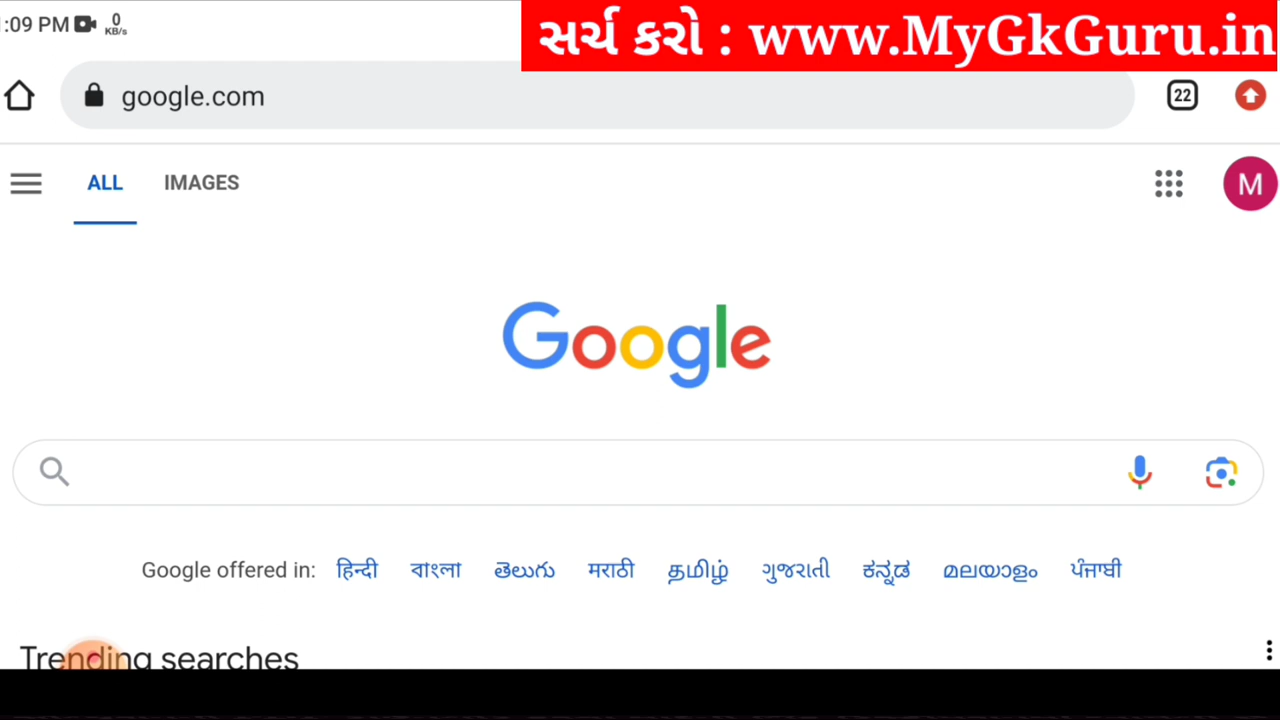 :09 PM 0 KB/s
સર્ચ કરો : www.MyGkGuru.in
google.com 22
ALL IMAGES M
Google
Google offered in: हिन्दी বাংলা తెలుగు मराठी தமிழ் ગુજરાતી ಕನ್ನಡ മലയാളം ਪੰਜਾਬੀ
Trending searches